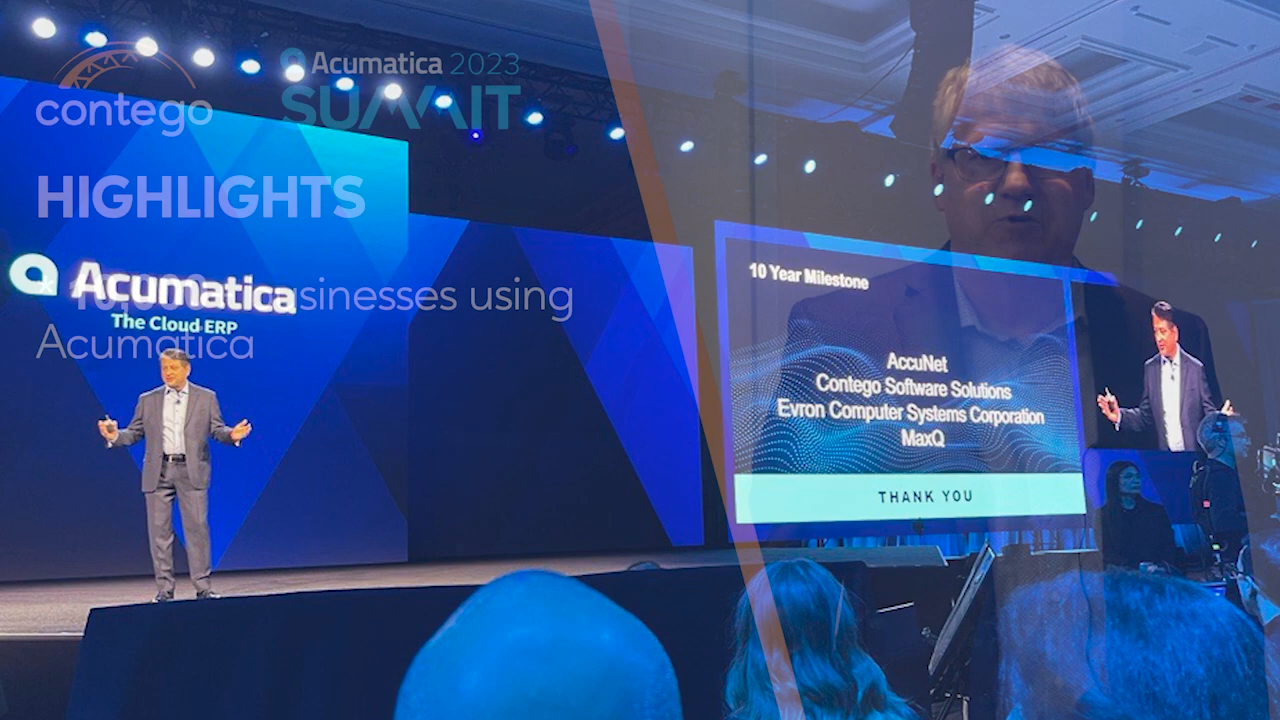 contego
Acumatica 2023
SUMMIT
HIGHLIGHTS
Acumatica
The Cloud ERP
businesses using
Acumatica
10 Year Milestone
AccuNet
Contego Software Solutions
Evron Computer Systems Corporation
MaxQ
THANK YOU